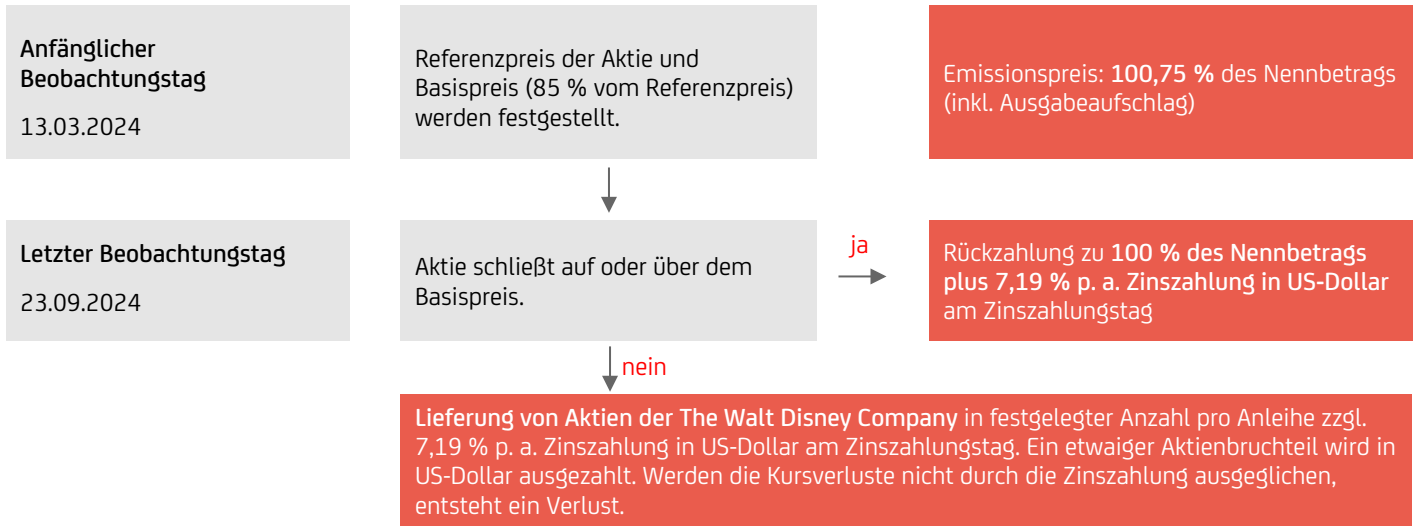 Anfänglicher
Beobachtungstag
13.03.2024
Referenzpreis der Aktie und
Basispreis (85 % vom Referenzpreis)
werden festgestellt.
Emissionspreis: 100,75 % des Nennbetrags
(inkl. Ausgabeaufschlag)
Letzter Beobachtungstag
23.09.2024
Aktie schließt auf oder über dem
Basispreis.
ja
Rückzahlung zu 100 % des Nennbetrags
plus 7,19 % p. a. Zinszahlung in US-Dollar
am Zinszahlungstag
nein
Lieferung von Aktien der The Walt Disney Company in festgelegter Anzahl pro Anleihe zzgl.
7,19 % p. a. Zinszahlung in US-Dollar am Zinszahlungstag. Ein etwaiger Aktienbruchteil wird in
US-Dollar ausgezahlt. Werden die Kursverluste nicht durch die Zinszahlung ausgeglichen,
entsteht ein Verlust.